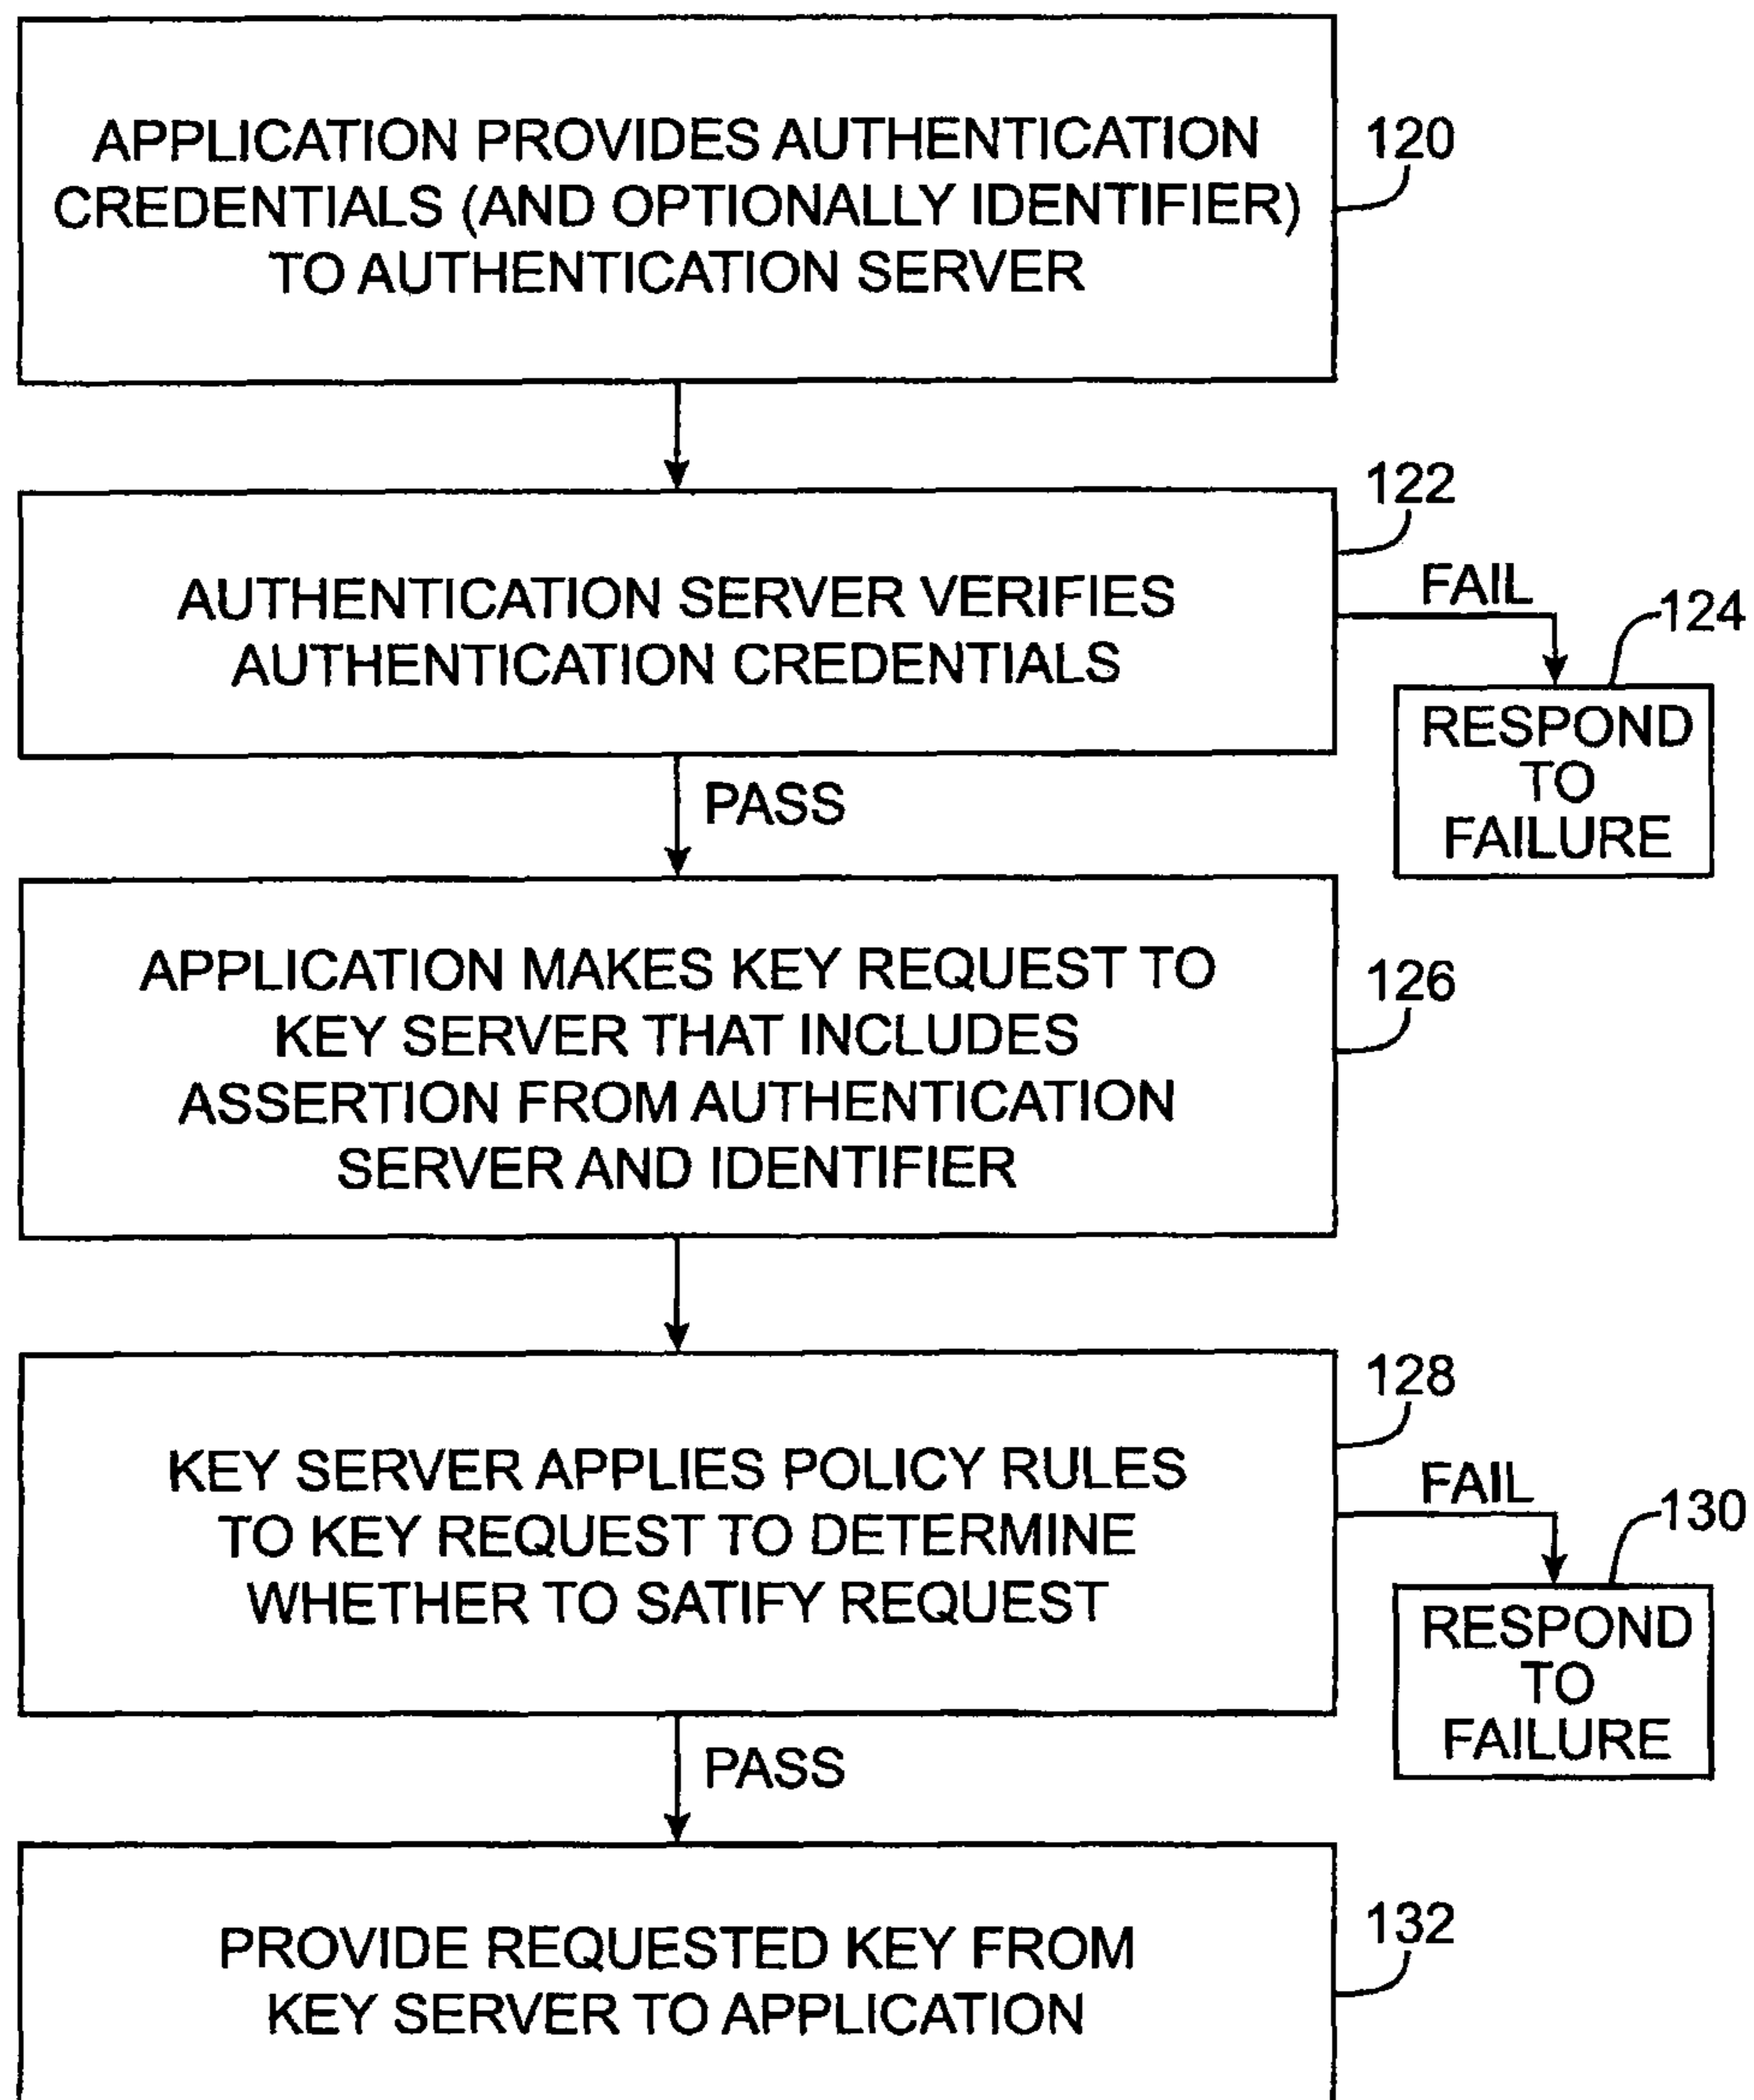 APPLICATION PROVIDES AUTHENTICATION
CREDENTIALS (AND OPTIONALLY IDENTIFIER)
TO AUTHENTICATION SERVER
120
122
AUTHENTICATION SERVER VERIFIES
AUTHENTICATION CREDENTIALS
FAIL
124
RESPOND
TO
FAILURE
PASS
APPLICATION MAKES KEY REQUEST TO
KEY SERVER THAT INCLUDES
ASSERTION FROM AUTHENTICATION
SERVER AND IDENTIFIER
126
128
KEY SERVER APPLIES POLICY RULES
TO KEY REQUEST TO DETERMINE
WHETHER TO SATIFY REQUEST
FAIL
130
RESPOND
TO
FAILURE
PASS
PROVIDE REQUESTED KEY FROM
KEY SERVER TO APPLICATION
132